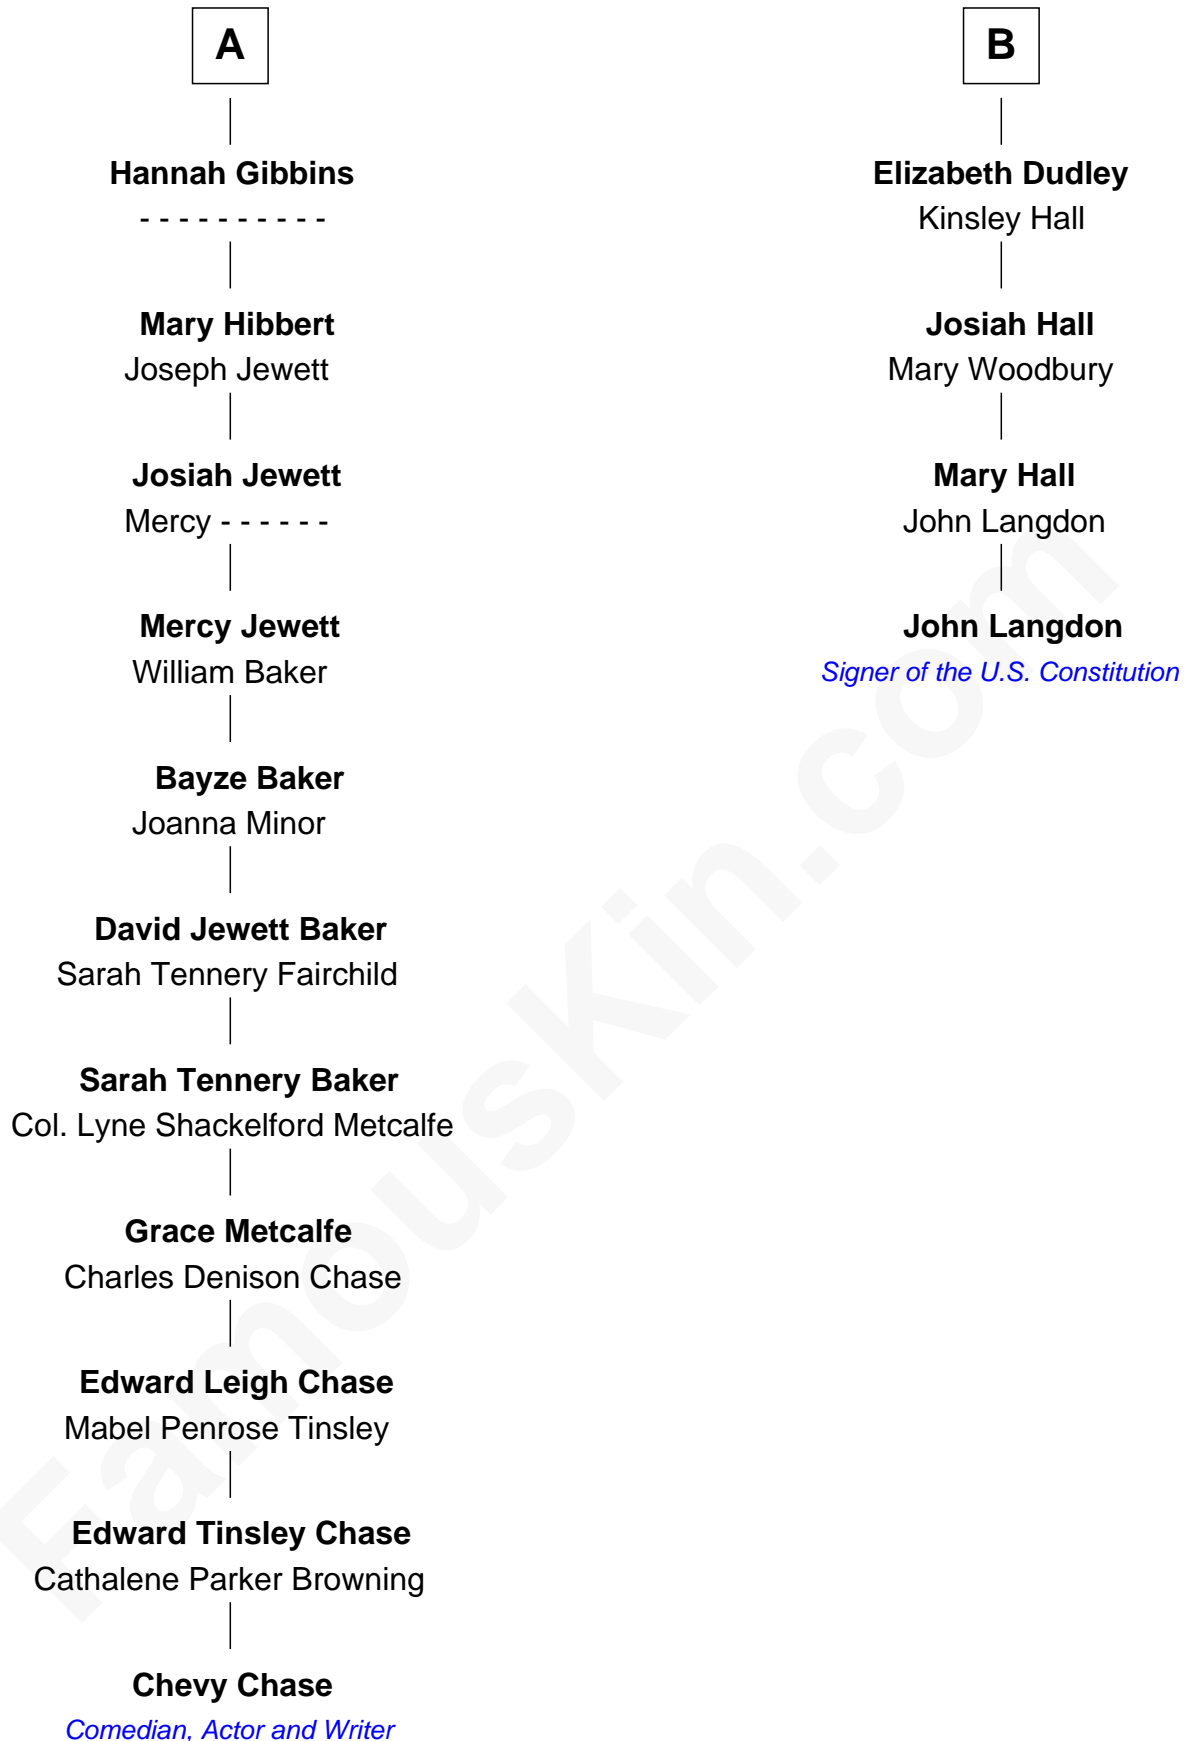 A
Hannah Gibbins
- - - - - - - - - -
Mary Hibbert
Joseph Jewett
Josiah Jewett
Mercy - - - - - -
Mercy Jewett
William Baker
Bayze Baker
Joanna Minor
David Jewett Baker
Sarah Tennery Fairchild
Sarah Tennery Baker
Col. Lyne Shackelford Metcalfe
Grace Metcalfe
Charles Denison Chase
Edward Leigh Chase
Mabel Penrose Tinsley
Edward Tinsley Chase
Cathalene Parker Browning
Chevy Chase
Comedian, Actor and Writer
B
Elizabeth Dudley
Kinsley Hall
Josiah Hall
Mary Woodbury
Mary Hall
John Langdon
John Langdon
Signer of the U.S. Constitution
FamousKin.com